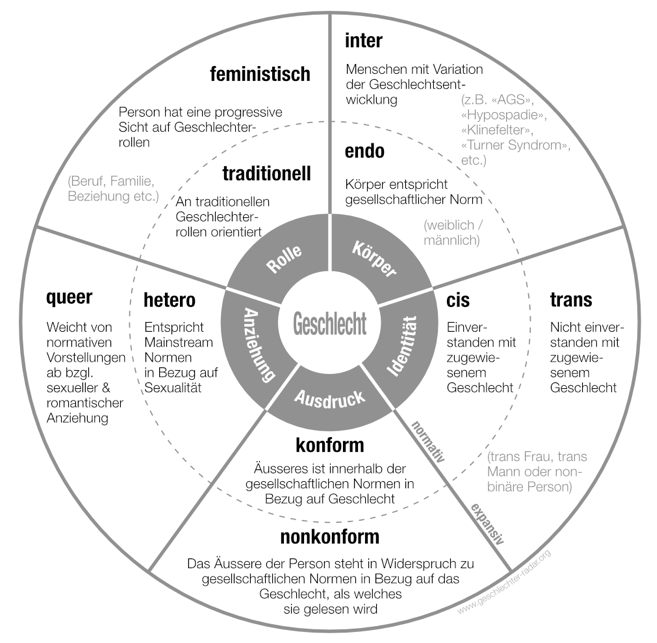 inter
Menschen mit Variation
der Geschlechtsent-
wicklung
(z.B. «AGS»,
«Hypospadie»,
«Klinefelter»,
«Turner Syndrom»,
etc.)
endo
Körper entspricht
gesellschaftlicher Norm
(weiblich /
männlich)
feministisch
Person hat eine progressive
Sicht auf Geschlechter-
rollen
(Beruf, Familie,
Beziehung etc.)
traditionell
An traditionellen
Geschlechter-
rollen orientiert
Rolle
Körper
Identität
Ausdruck
Anziehung
Geschlecht
queer
Weicht von
normativen
Vorstellungen
ab bzgl.
sexueller &
romantischer
Anziehung
hetero
Entspricht
Mainstream
Normen
in Bezug auf
Sexualität
cis
Einver-
standen mit
zugewie-
senem
Geschlecht
trans
Nicht einver-
standen mit
zugewie-
senem
Geschlecht
(trans Frau, trans
Mann oder non-
binäre Person)
normativ
expansiv
konform
Äusseres ist innerhalb der
gesellschaftlichen Normen in
Bezug auf Geschlecht
nonkonform
Das Äussere der Person steht in Widerspruch zu
gesellschaftlichen Normen in Bezug auf das
Geschlecht, als welches
sie gelesen wird
www.geschlechter-radar.org